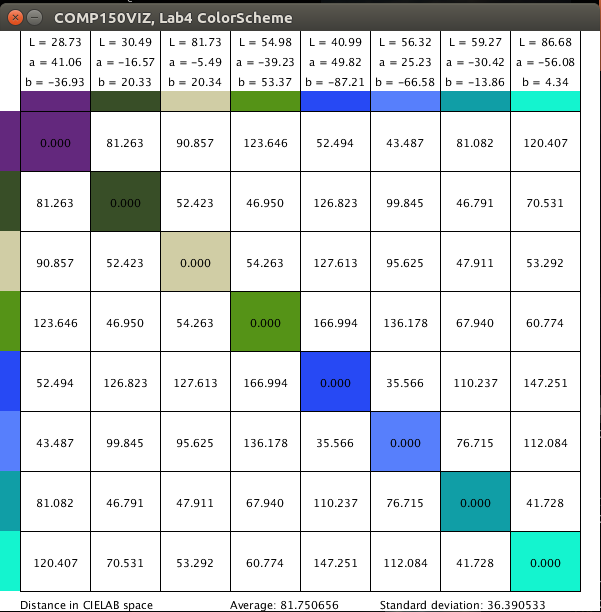 COMP150VIZ, Lab4 ColorScheme
L = 28.73 L = 30.49 L = 81.73 L = 54.98 L = 40.99 L = 56.32 L = 59.27 L = 86.68
a = 41.06 a = -16.57 a = -5.49 a = -39.23 a = 49.82 a = 25.23 a = -30.42 a = -56.08
b = -36.93 b = 20.33 b = 20.34 b = 53.37 b = -87.21 b = -66.58 b = -13.86 b = 4.34
0.000 81.263 90.857 123.646 52.494 43.487 81.082 120.407
81.263 0.000 52.423 46.950 126.823 99.845 46.791 70.531
90.857 52.423 0.000 54.263 127.613 95.625 47.911 53.292
123.646 46.950 54.263 0.000 166.994 136.178 67.940 60.774
52.494 126.823 127.613 166.994 0.000 35.566 110.237 147.251
43.487 99.845 95.625 136.178 35.566 0.000 76.715 112.084
81.082 46.791 47.911 67.940 110.237 76.715 0.000 41.728
120.407 70.531 53.292 60.774 147.251 112.084 41.728 0.000
Distance in CIELAB space Average: 81.750656 Standard deviation: 36.390533